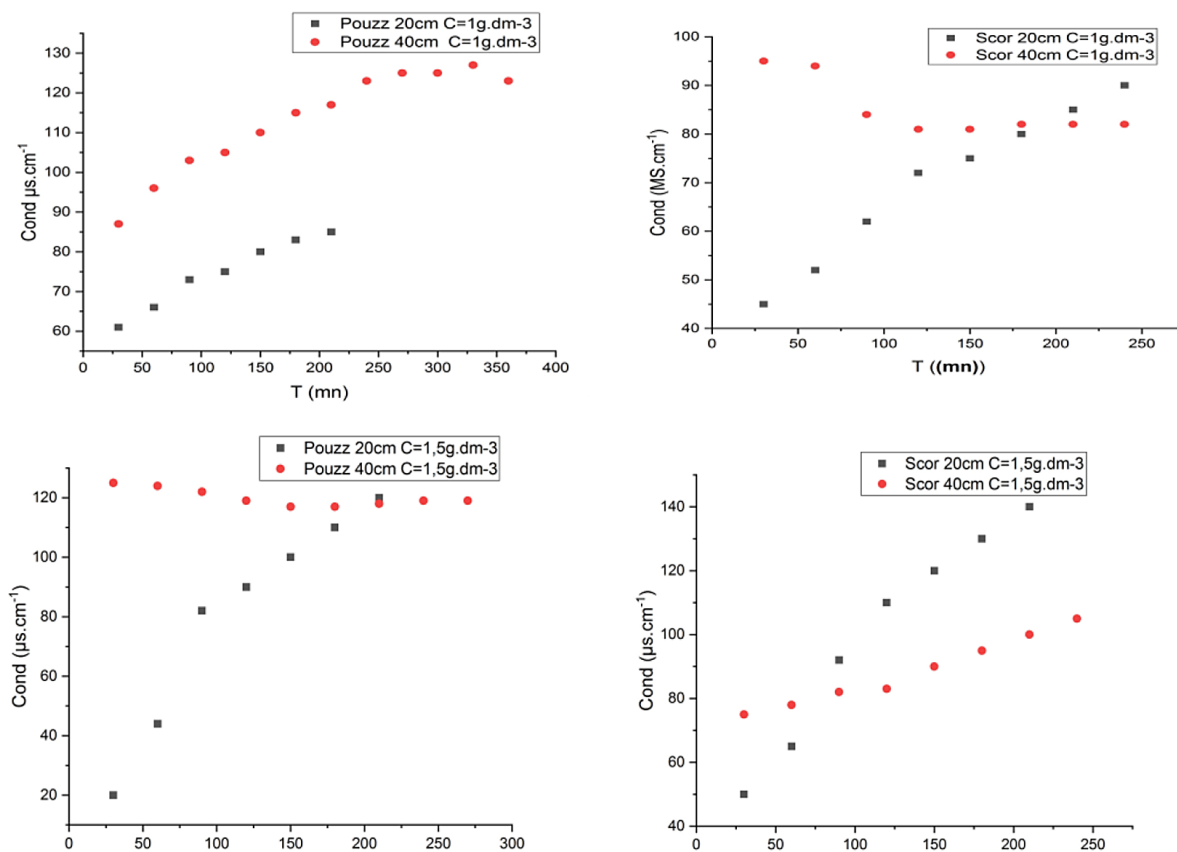 Pouzz 20cm C=1g.dm-3
Pouzz 40cm C=1g.dm-3
130
120
110
100
90
80
70
60
Cond µs.cm-1
0 50 100 150 200 250 300 350 400
T (mn)
Scor 20cm C=1g.dm-3
Scor 40cm C=1g.dm-3
100
90
80
70
60
50
40
Cond (MS.cm-1)
0 50 100 150 200 250
T ((mn))
Pouzz 20cm C=1,5g.dm-3
Pouzz 40cm C=1,5g.dm-3
120
100
80
60
40
20
Cond (µs.cm-1)
0 50 100 150 200 250 300
Scor 20cm C=1,5g.dm-3
Scor 40cm C=1,5g.dm-3
140
120
100
80
60
40
Cond (µs.cm-1)
0 50 100 150 200 250